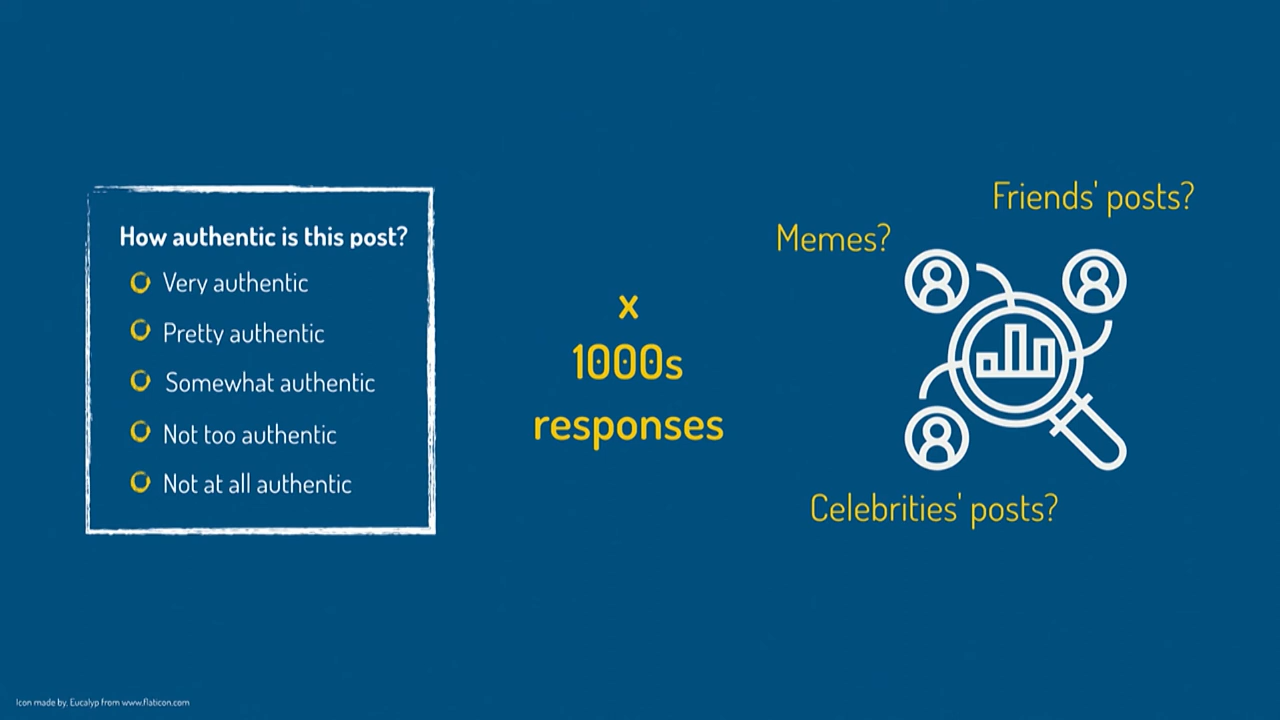 How authentic is this post?
Very authentic
Pretty authentic
Somewhat authentic
Not too authentic
Not at all authentic
x
1000s
responses
Friends' posts?
Memes?
Celebrities' posts?
Icon made by: Eucalyp from www.flaticon.com